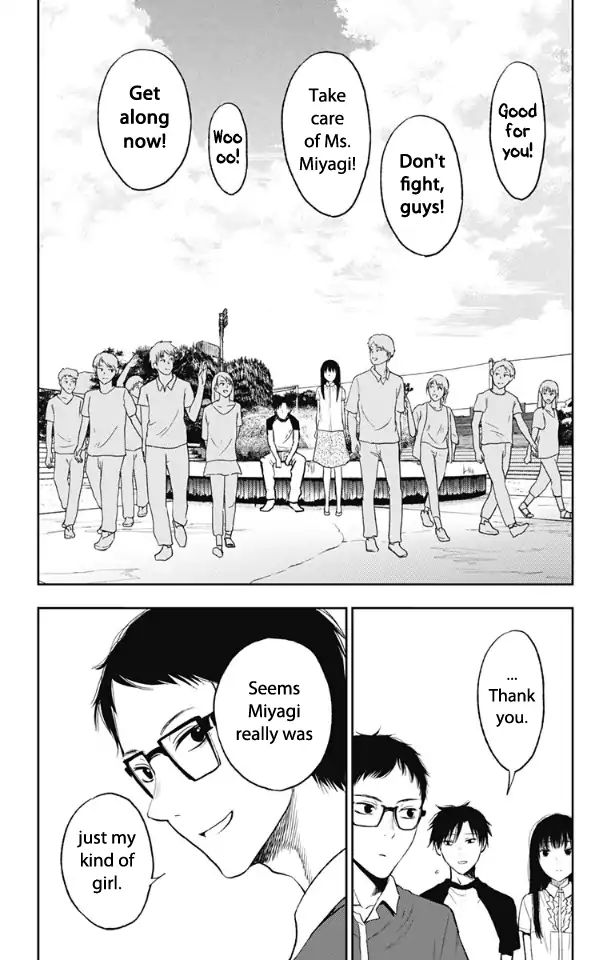 Good
for
you!
Don't
fight,
guys!
Take
care
of Ms.
Miyagi!
Woo
oo!
Get
along
now!
...
Thank
you.
Seems
Miyagi
really was
just my
kind of
girl.